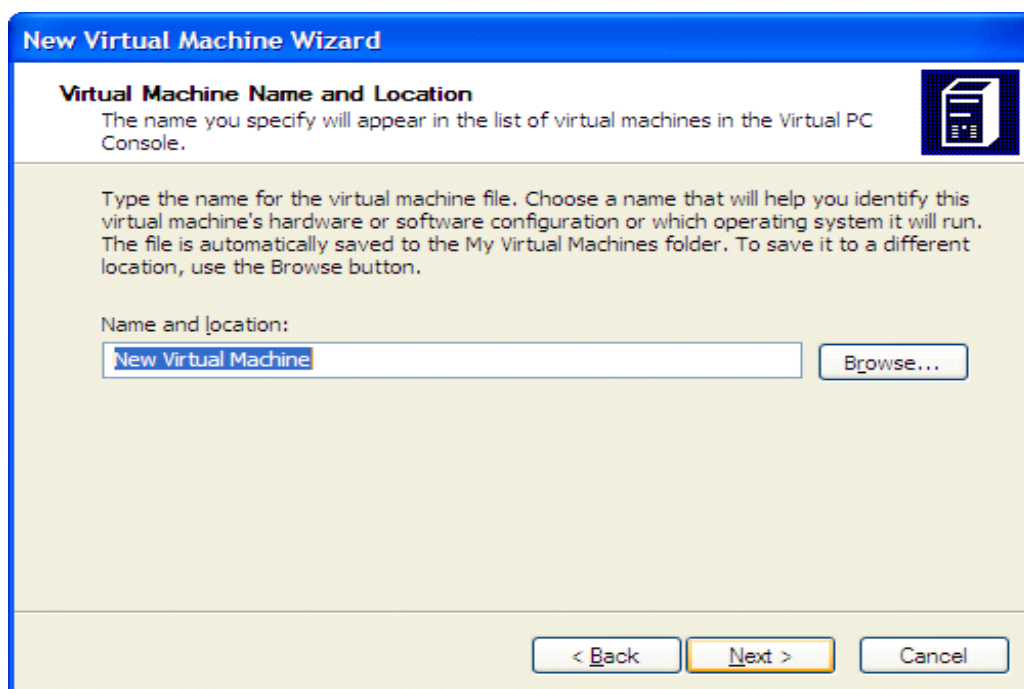 New Virtual Machine Wizard
Virtual Machine Name and Location
The name you specify will appear in the list of virtual machines in the Virtual PC
Console.
Type the name for the virtual machine file. Choose a name that will help you identify this
virtual machine's hardware or software configuration or which operating system it will run.
The file is automatically saved to the My Virtual Machines folder. To save it to a different
location, use the Browse button.
Name and location:
New Virtual Machine
Browse...
< Back
Next >
Cancel